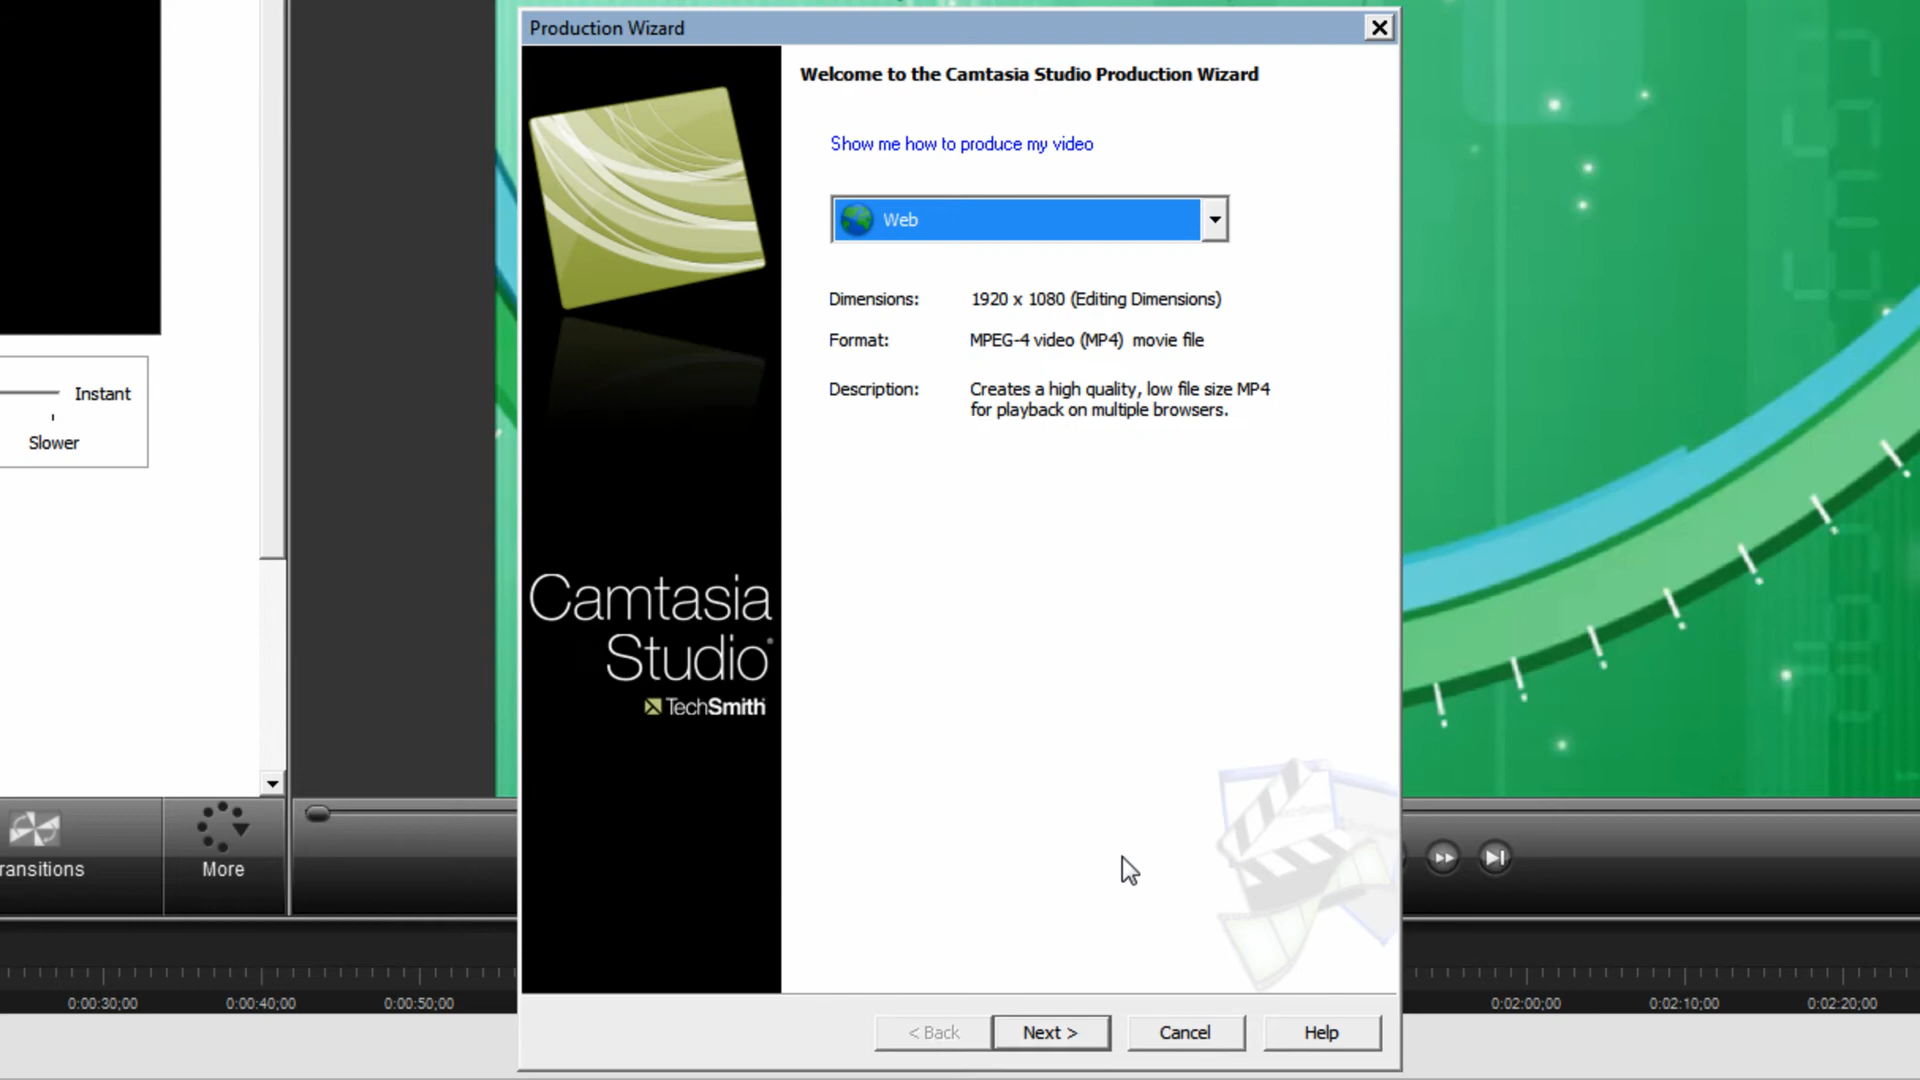 Production Wizard
Welcome to the Camtasia Studio Production Wizard
Show me how to produce my video
Web
Dimensions: 1920 x 1080 (Editing Dimensions)
Format: MPEG-4 video (MP4) movie file
Description: Creates a high quality, low file size MP4
for playback on multiple browsers.
Instant
Slower
Camtasia
Studio®
TechSmith
ransitions
More
0:00:30;00 0:00:40;00 0:00:50;00 0:02:00;00 0:02:10;00 0:02:20;00
< Back Next > Cancel Help